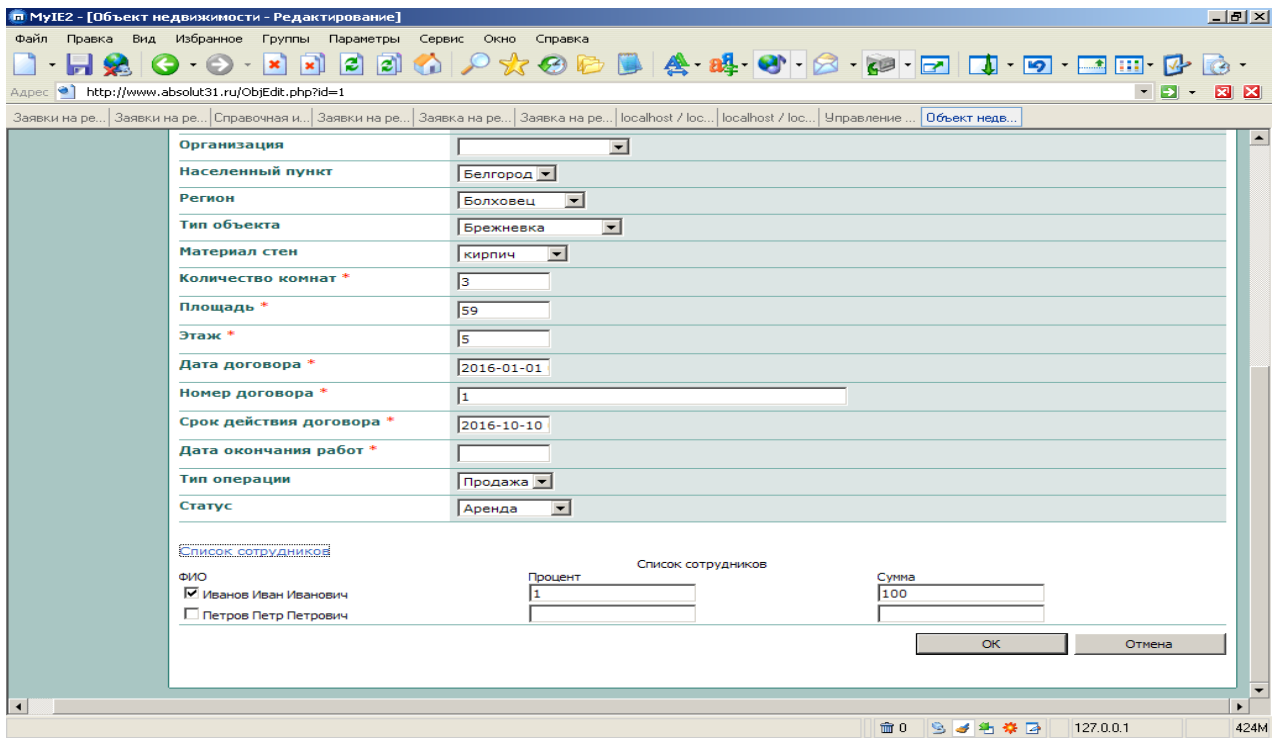 MyIE2 - [Объект недвижимости - Редактирование]
Файл Правка Вид Избранное Группы Параметры Сервис Окно Справка
Адрес http://www.absolut31.ru/ObjEdit.php?id=1
Заявки на ре... Заявки на ре... Справочная и... Заявки на ре... Заявка на ре... Заявка на ре... localhost / loc... localhost / loc... Управление ... Объект недв...
Организация
Населенный пункт Белгород
Регион Болховец
Тип объекта Брежневка
Материал стен кирпич
Количество комнат * 3
Площадь * 59
Этаж * 5
Дата договора * 2016-01-01
Номер договора * 1
Срок действия договора * 2016-10-10
Дата окончания работ *
Тип операции Продажа
Статус Аренда
Список сотрудников
Список сотрудников
ФИО Процент Сумма
Иванов Иван Иванович 1 100
Петров Петр Петрович
OK Отмена
0 127.0.0.1 424M